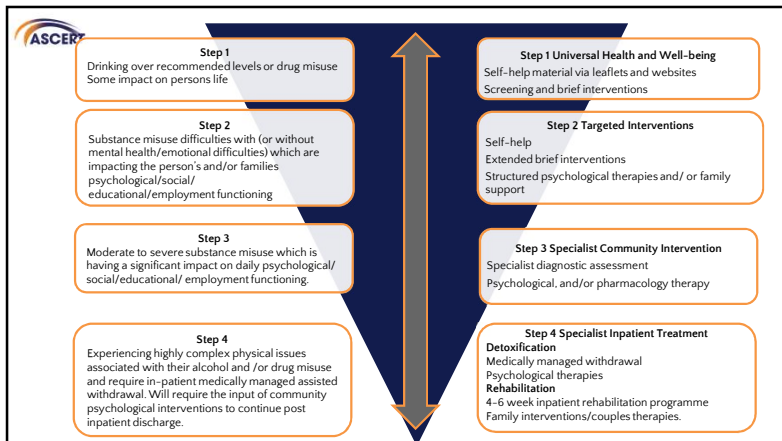 ASCERT
Step 1
Drinking over recommended levels or drug misuse
Some impact on persons life
Step 2
Substance misuse difficulties with (or without
mental health/emotional difficulties) which are
impacting the person's and/or families
psychological/social/
educational/employment functioning
Step 3
Moderate to severe substance misuse which is
having a significant impact on daily psychological/
social/educational/ employment functioning.
Step 4
Experiencing highly complex physical issues
associated with their alcohol and /or drug misuse
and require in-patient medically managed assisted
withdrawal. Will require the input of community
psychological interventions to continue post
inpatient discharge.
Step 1 Universal Health and Well-being
Self-help material via leaflets and websites
Screening and brief interventions
Step 2 Targeted Interventions
Self-help
Extended brief interventions
Structured psychological therapies and/ or family
support
Step 3 Specialist Community Intervention
Specialist diagnostic assessment
Psychological, and/or pharmacology therapy
Step 4 Specialist Inpatient Treatment
Detoxification
Medically managed withdrawal
Psychological therapies
Rehabilitation
4-6 week inpatient rehabilitation programme
Family interventions/couples therapies.